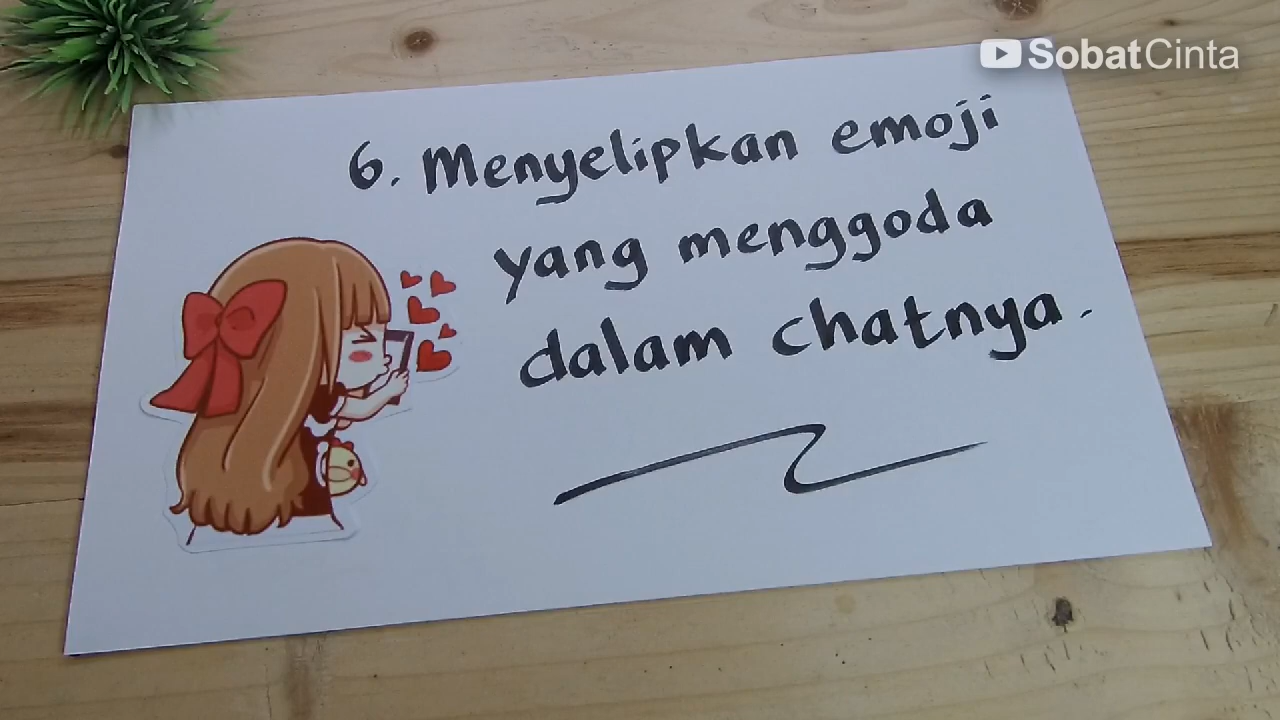 SobatCinta
6. Menyelipkan emoji
yang menggoda
dalam chatnya.